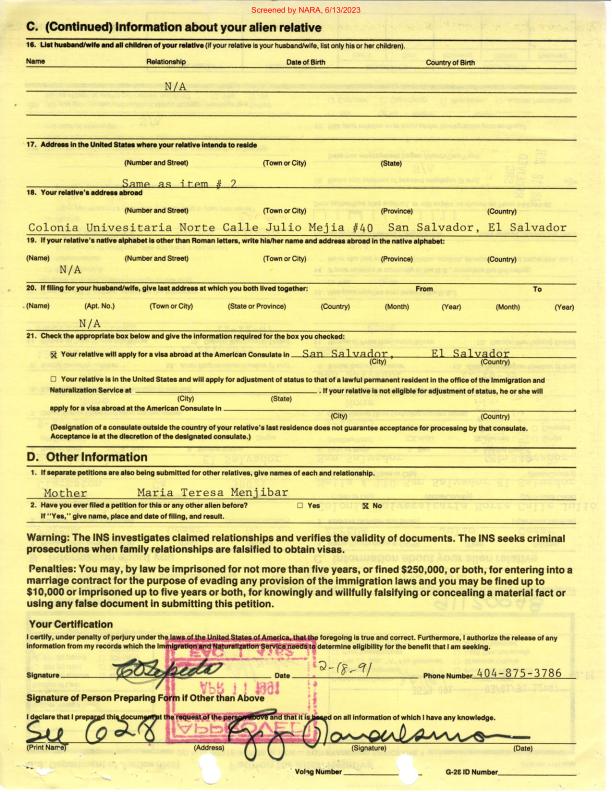 Screened by NARA, 6/13/2023
C. (Continued) Information about your alien relative
16. List husband/wife and all children of your relative (if your relative is your husband/wife, list only his or her children).
Name Relationship Date of Birth Country of Birth
N/A
17. Address in the United States where your relative intends to reside
(Number and Street) (Town or City) (State)
Same as item # 2
18. Your relative's address abroad
(Number and Street) (Town or City) (Province) (Country)
Colonia Univesitaria Norte Calle Julio Mejia #40 San Salvador, El Salvador
19. If your relative's native alphabet is other than Roman letters, write his/her name and address abroad in the native alphabet:
(Name) (Number and Street) (Town or City) (Province) (Country)
N/A
20. If filing for your husband/wife, give last address at which you both lived together: From To
(Name) (Apt. No.) (Town or City) (State or Province) (Country) (Month) (Year) (Month) (Year)
N/A
21. Check the appropriate box below and give the information required for the box you checked:
☒ Your relative will apply for a visa abroad at the American Consulate in San Salvador, El Salvador
(City) (Country)
☐ Your relative is in the United States and will apply for adjustment of status to that of a lawful permanent resident in the office of the Immigration and
Naturalization Service at . If your relative is not eligible for adjustment of status, he or she will
(City) (State)
apply for a visa abroad at the American Consulate in
(City) (Country)
(Designation of a consulate outside the country of your relative's last residence does not guarantee acceptance for processing by that consulate.
Acceptance is at the discretion of the designated consulate.)
D. Other Information
1. If separate petitions are also being submitted for other relatives, give names of each and relationship.
Mother Maria Teresa Menjibar
2. Have you ever filed a petition for this or any other alien before? ☐ Yes ☒ No
If "Yes," give name, place and date of filing, and result.
Warning: The INS investigates claimed relationships and verifies the validity of documents. The INS seeks criminal
prosecutions when family relationships are falsified to obtain visas.
Penalties: You may, by law be imprisoned for not more than five years, or fined $250,000, or both, for entering into a
marriage contract for the purpose of evading any provision of the immigration laws and you may be fined up to
$10,000 or imprisoned up to five years or both, for knowingly and willfully falsifying or concealing a material fact or
using any false document in submitting this petition.
Your Certification
I certify, under penalty of perjury under the laws of the United States of America, that the foregoing is true and correct. Furthermore, I authorize the release of any
information from my records which the Immigration and Naturalization Service needs to determine eligibility for the benefit that I am seeking.
Signature Date 2-18-91 Phone Number 404-875-3786
APR 11 1991
Signature of Person Preparing Form if Other than Above
I declare that I prepared this document at the request of the person above and that it is based on all information of which I have any knowledge.
APPROVED
See G28
(Print Name) (Address) (Signature) (Date)
Volag Number G-28 ID Number